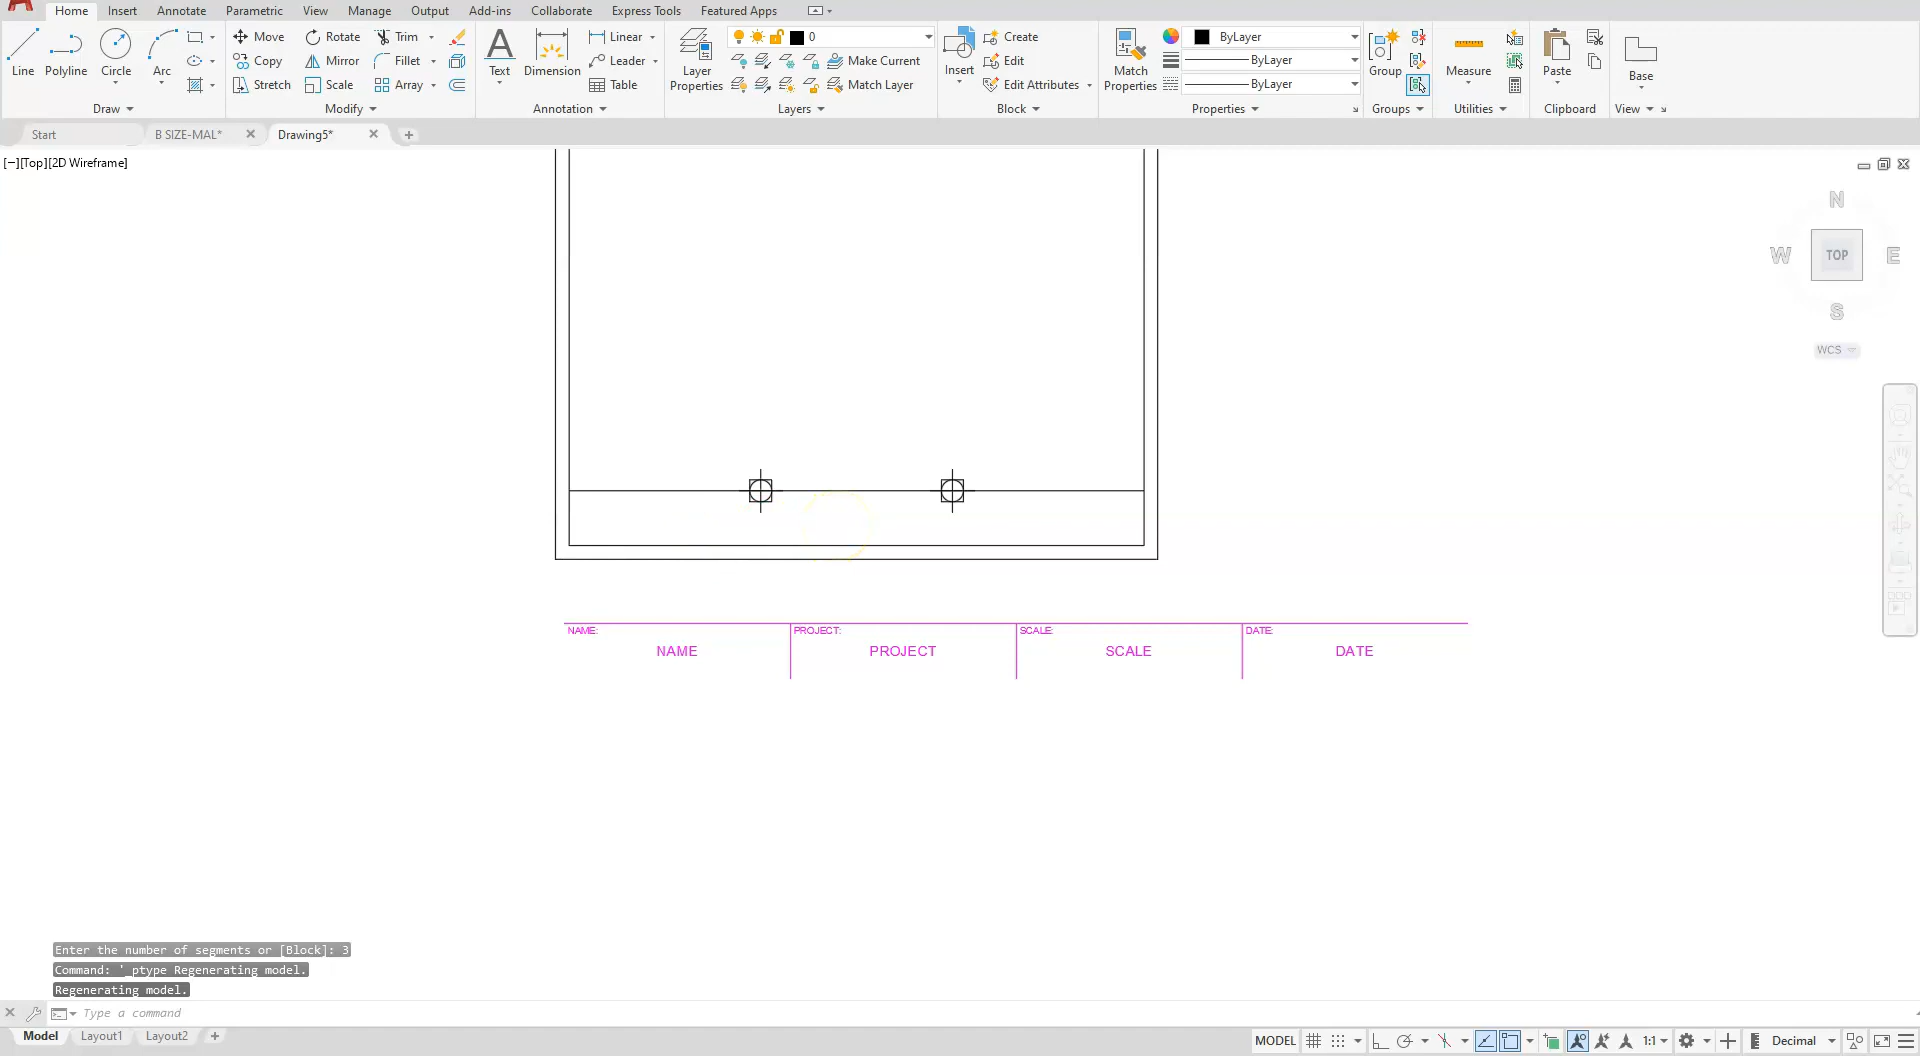 Home Insert Annotate Parametric View Manage Output Add-ins Collaborate Express Tools Featured Apps
Line Polyline Circle Arc
Move Rotate Trim
Copy Mirror Fillet
Stretch Scale Array
Text Dimension
Linear
Leader
Table
Layer Properties
0
Make Current
Match Layer
Insert
Create
Edit
Edit Attributes
Match Properties
ByLayer
ByLayer
ByLayer
Group
Measure
Paste
Base
Draw Modify Annotation Layers Block Properties Groups Utilities Clipboard View
Start B SIZE-MAL* Drawing5*
[−][Top][2D Wireframe]
N
W TOP E
S
WCS
NAME: PROJECT: SCALE: DATE:
NAME PROJECT SCALE DATE
Enter the number of segments or [Block]: 3
Command: '_ptype Regenerating model.
Regenerating model.
Type a command
Model Layout1 Layout2
MODEL 1:1 Decimal